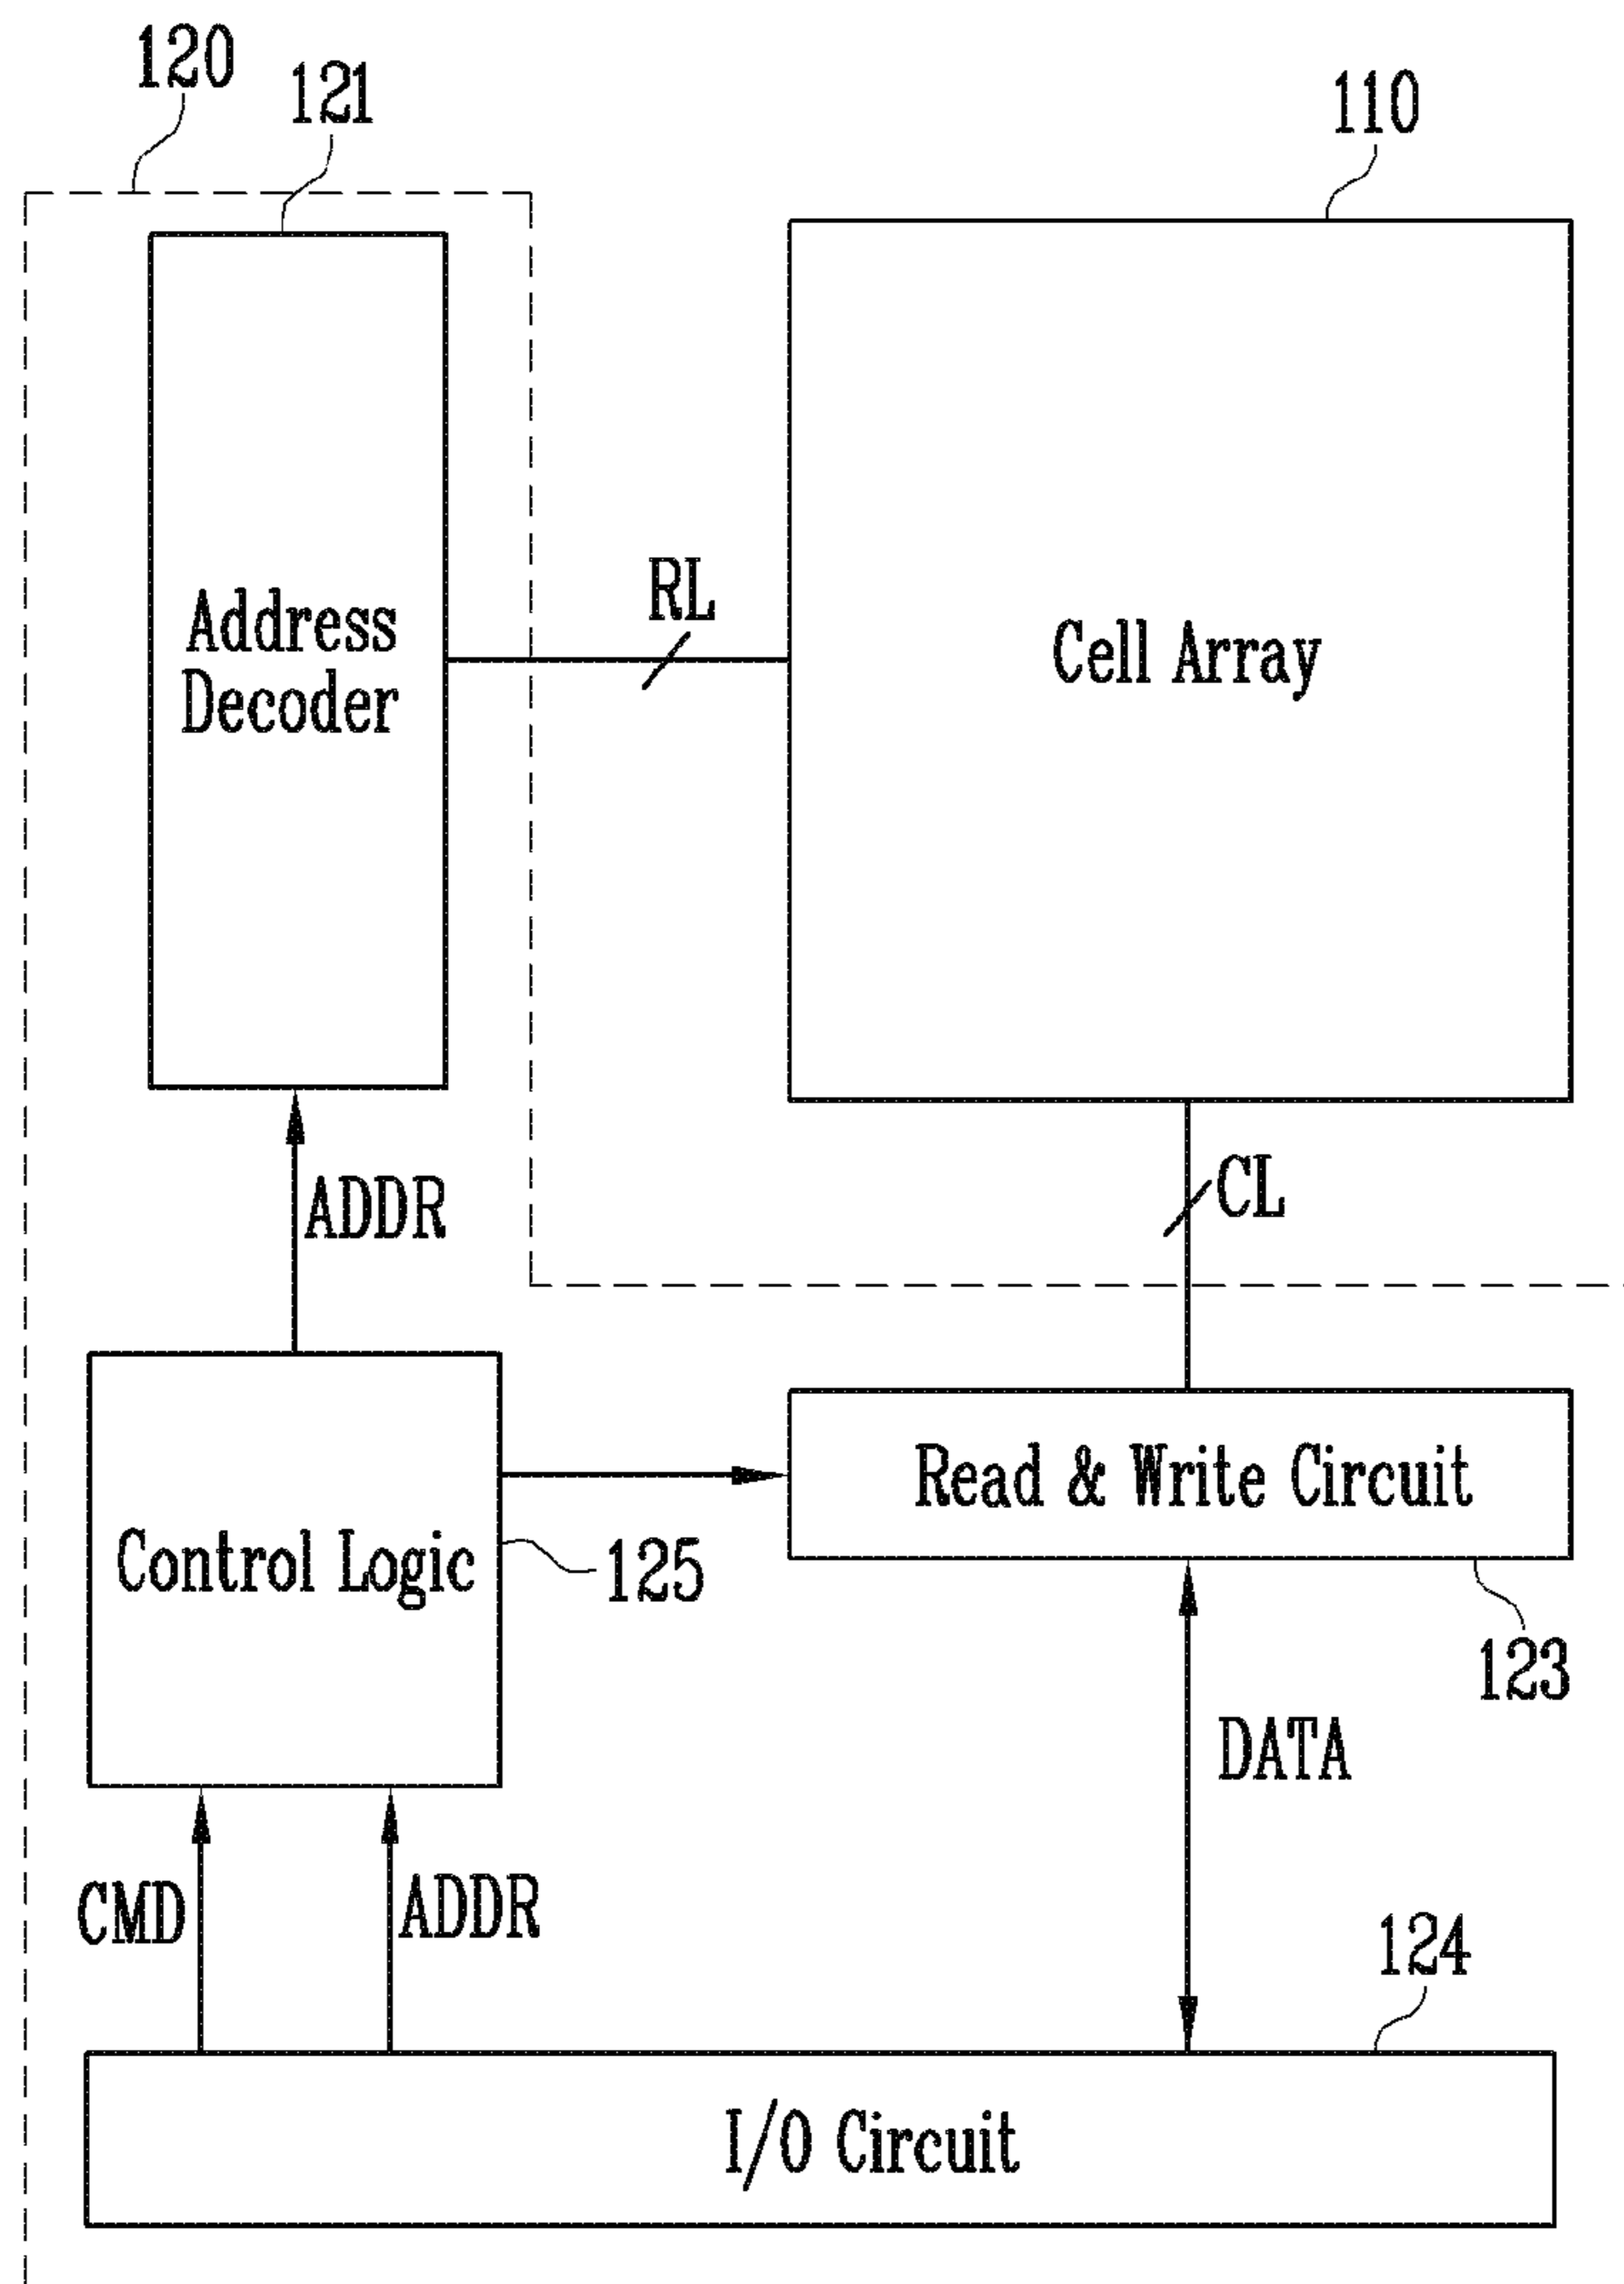 120
121
110
Address
Decoder
RL
Cell Array
ADDR
CL
Control Logic
125
Read & Write Circuit
123
CMD
ADDR
DATA
124
I/O Circuit